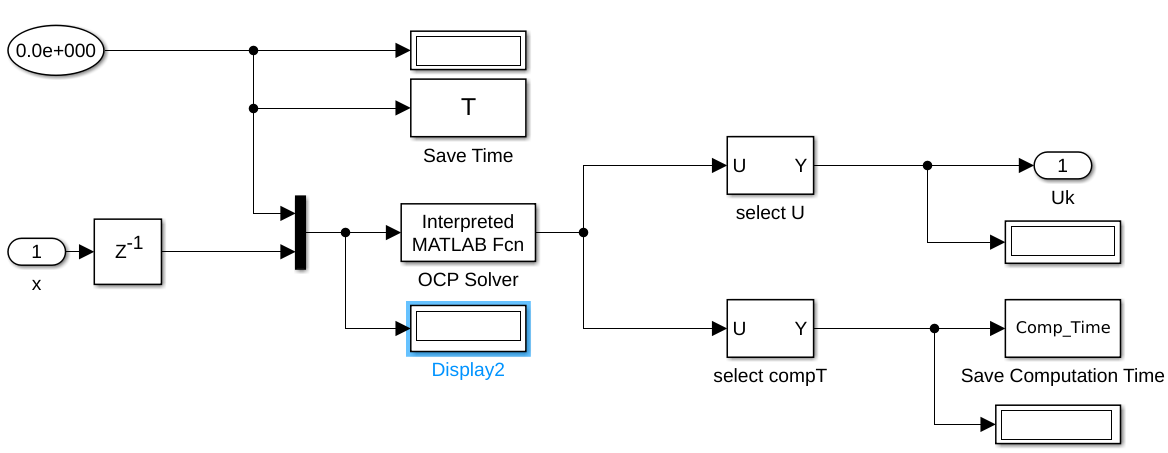 0.0e+000
T
Save Time
U Y
select U
1
Uk
1
x
Z-1
Interpreted
MATLAB Fcn
OCP Solver
Display2
U Y
select compT
Comp_Time
Save Computation Time